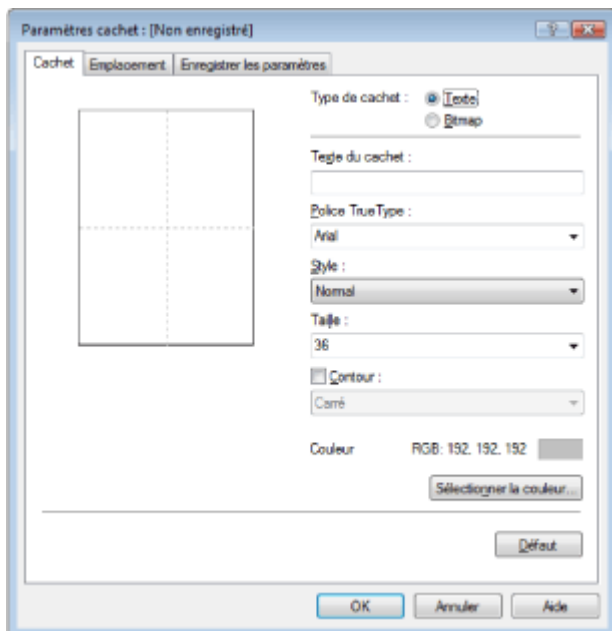 Paramètres cachet : [Non enregistré]
Cachet Emplacement Enregistrer les paramètres
Type de cachet : Texte
Bitmap
Texte du cachet :
Police TrueType :
Arial
Style :
Normal
Taille :
36
Contour :
Carré
Couleur RGB: 192, 192, 192
Sélectionner la couleur...
Défaut
OK Annuler Aide